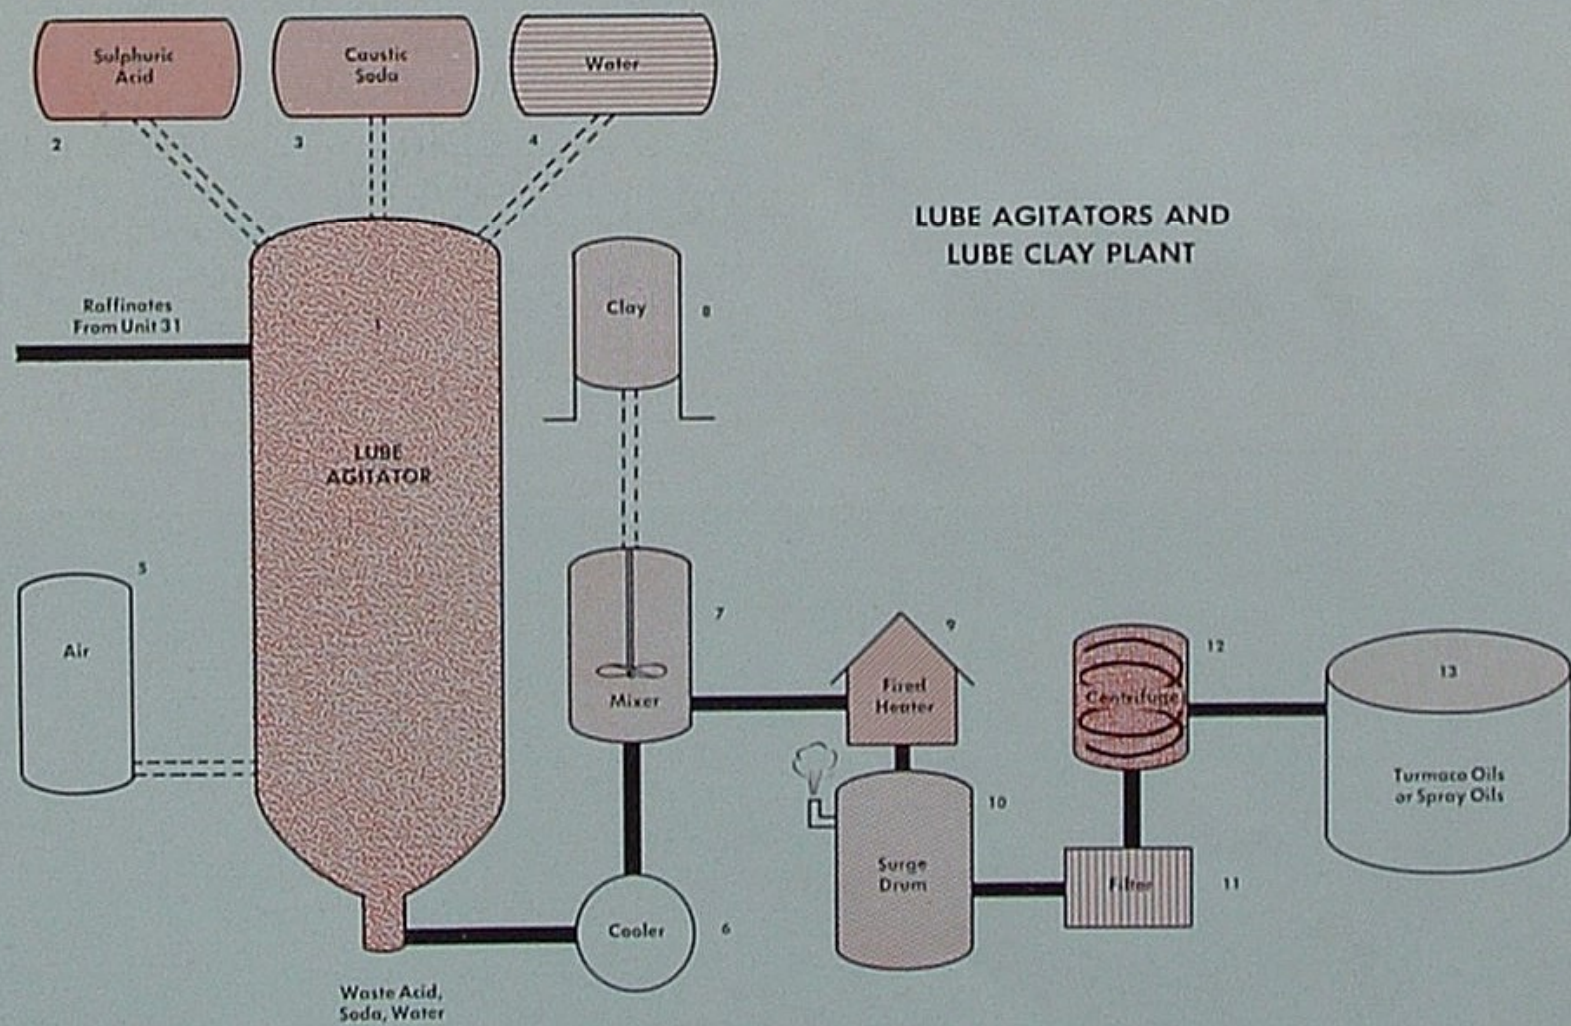 Sulphuric
Acid
2
Caustic
Soda
3
Water
4
LUBE AGITATORS AND
LUBE CLAY PLANT
Raffinates
From Unit 31
1
LUBE
AGITATOR
Clay
8
5
Air
7
Mixer
9
Fired
Heater
12
Centrifuge
13
Turmaco Oils
or Spray Oils
10
Surge
Drum
Filter
11
Cooler
6
Waste Acid,
Soda, Water